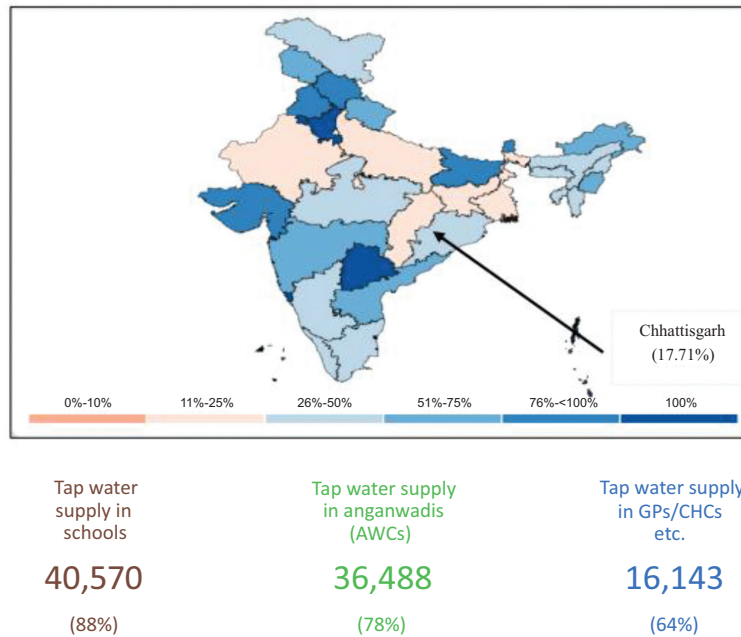 Chhattisgarh
(17.71%)
0%-10% 11%-25% 26%-50% 51%-75% 76%-<100% 100%
Tap water
supply in
schools
40,570
(88%)
Tap water supply
in anganwadis
(AWCs)
36,488
(78%)
Tap water supply
in GPs/CHCs
etc.
16,143
(64%)